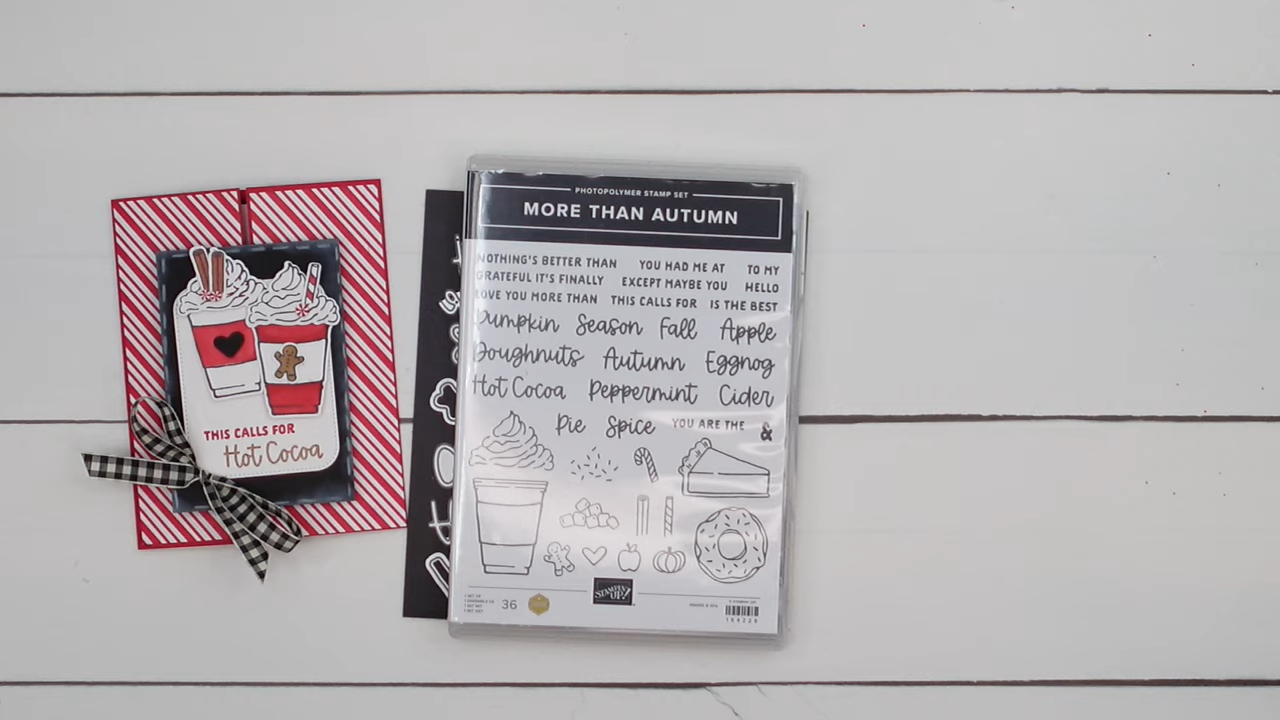 THIS CALLS FOR
Hot Cocoa
PHOTOPOLYMER STAMP SET
MORE THAN AUTUMN
NOTHING'S BETTER THAN YOU HAD ME AT TO MY
GRATEFUL IT'S FINALLY EXCEPT MAYBE YOU HELLO
LOVE YOU MORE THAN THIS CALLS FOR IS THE BEST
Pumpkin Season Fall Apple
Doughnuts Autumn Eggnog
Hot Cocoa Peppermint Cider
Pie Spice YOU ARE THE &
STAMPIN' UP!
36